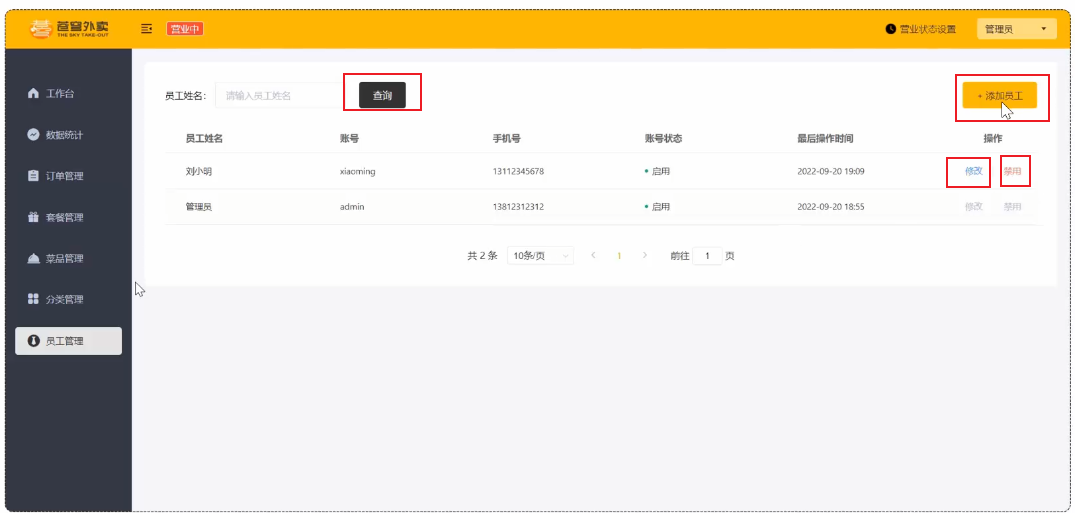 苍穹外卖
THE SKY TAKE-OUT
营业中
营业状态设置
管理员
工作台
数据统计
订单管理
套餐管理
菜品管理
分类管理
员工管理
员工姓名: 请输入员工姓名 查询 + 添加员工
员工姓名 账号 手机号 账号状态 最后操作时间 操作
刘小明 xiaoming 13112345678 启用 2022-09-20 19:09 修改 禁用
管理员 admin 13812312312 启用 2022-09-20 18:55 修改 禁用
共 2 条 10条/页 < 1 > 前往 1 页